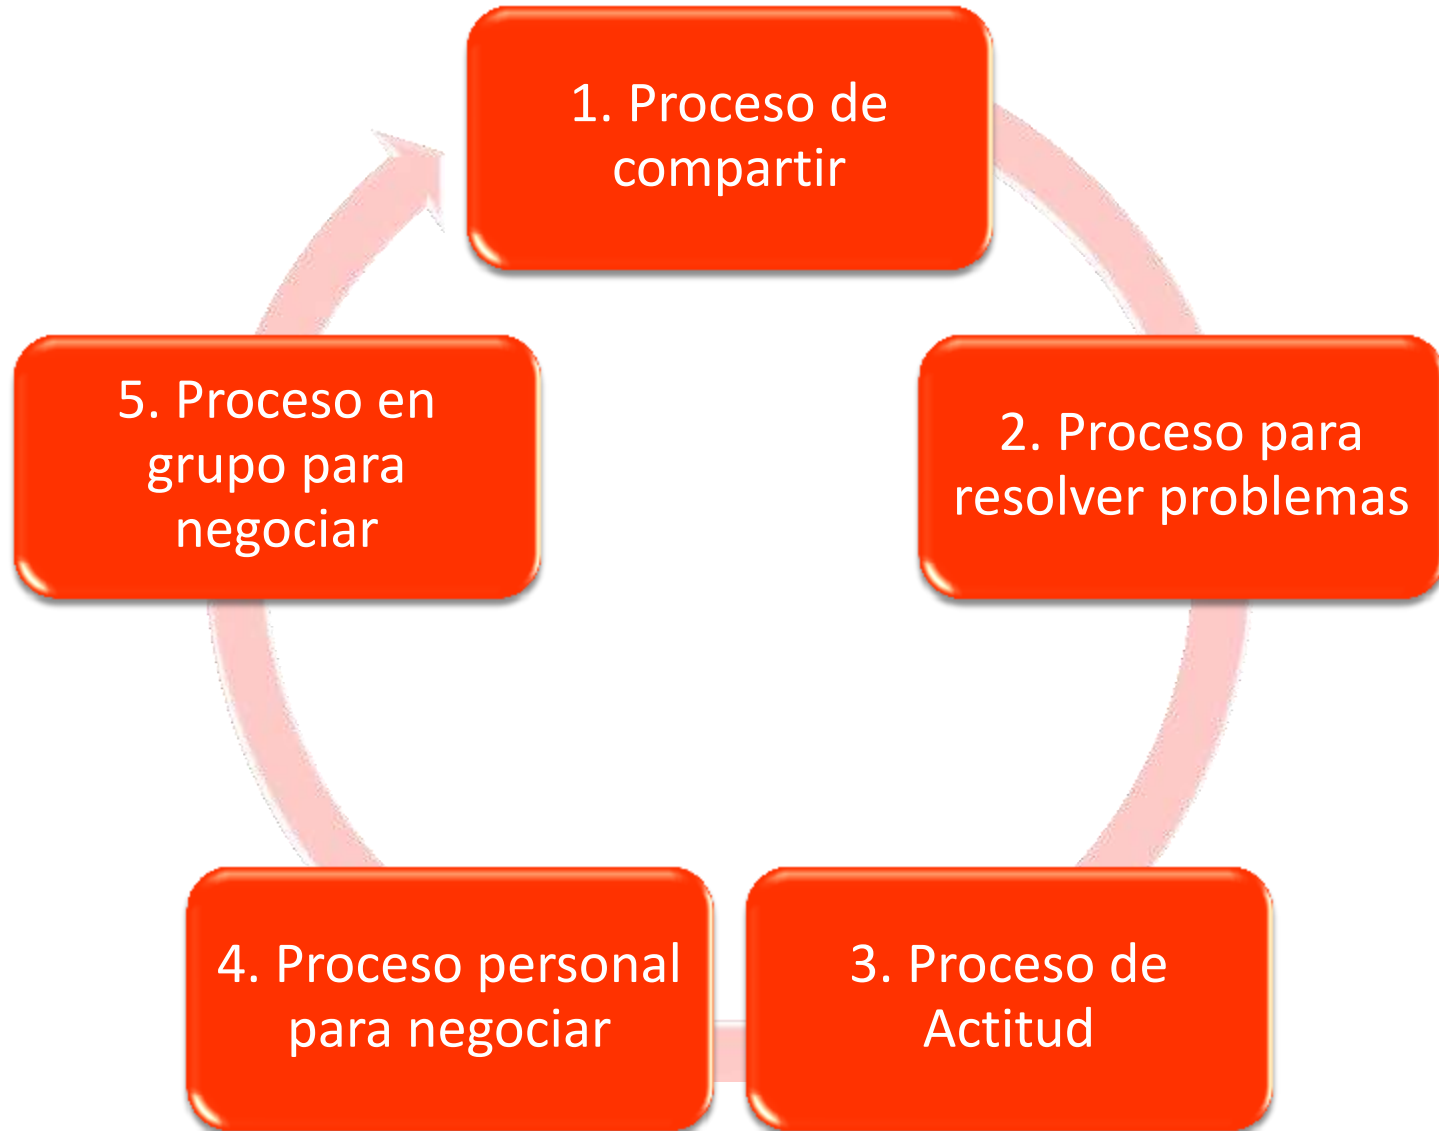 1. Proceso de
compartir
2. Proceso para
resolver problemas
3. Proceso de
Actitud
4. Proceso personal
para negociar
5. Proceso en
grupo para
negociar